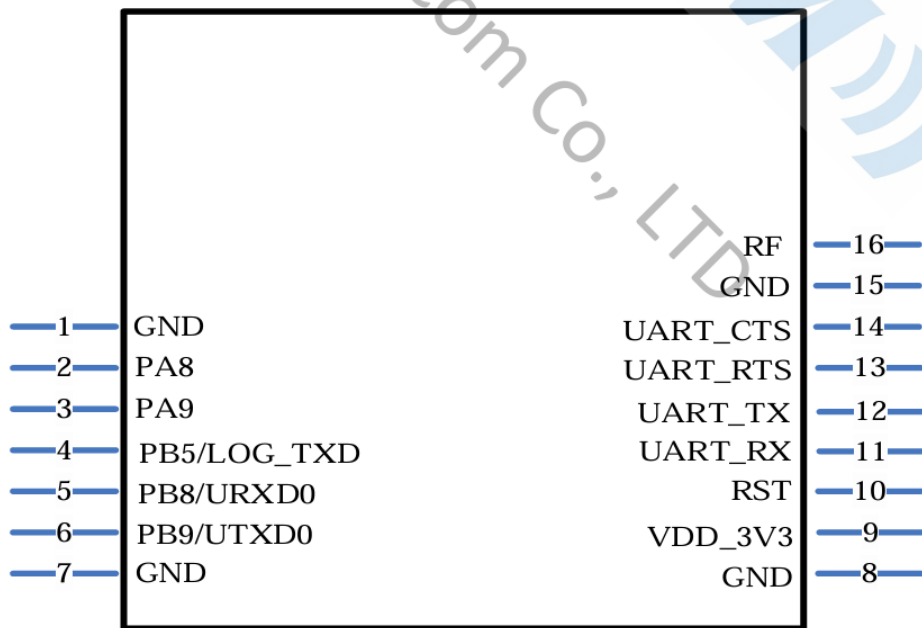 com Co., LTD
RF 16
GND 15
1 GND
UART_CTS 14
2 PA8
UART_RTS 13
3 PA9
UART_TX 12
4 PB5/LOG_TXD
UART_RX 11
5 PB8/URXD0
RST 10
6 PB9/UTXD0
VDD_3V3 9
7 GND
GND 8